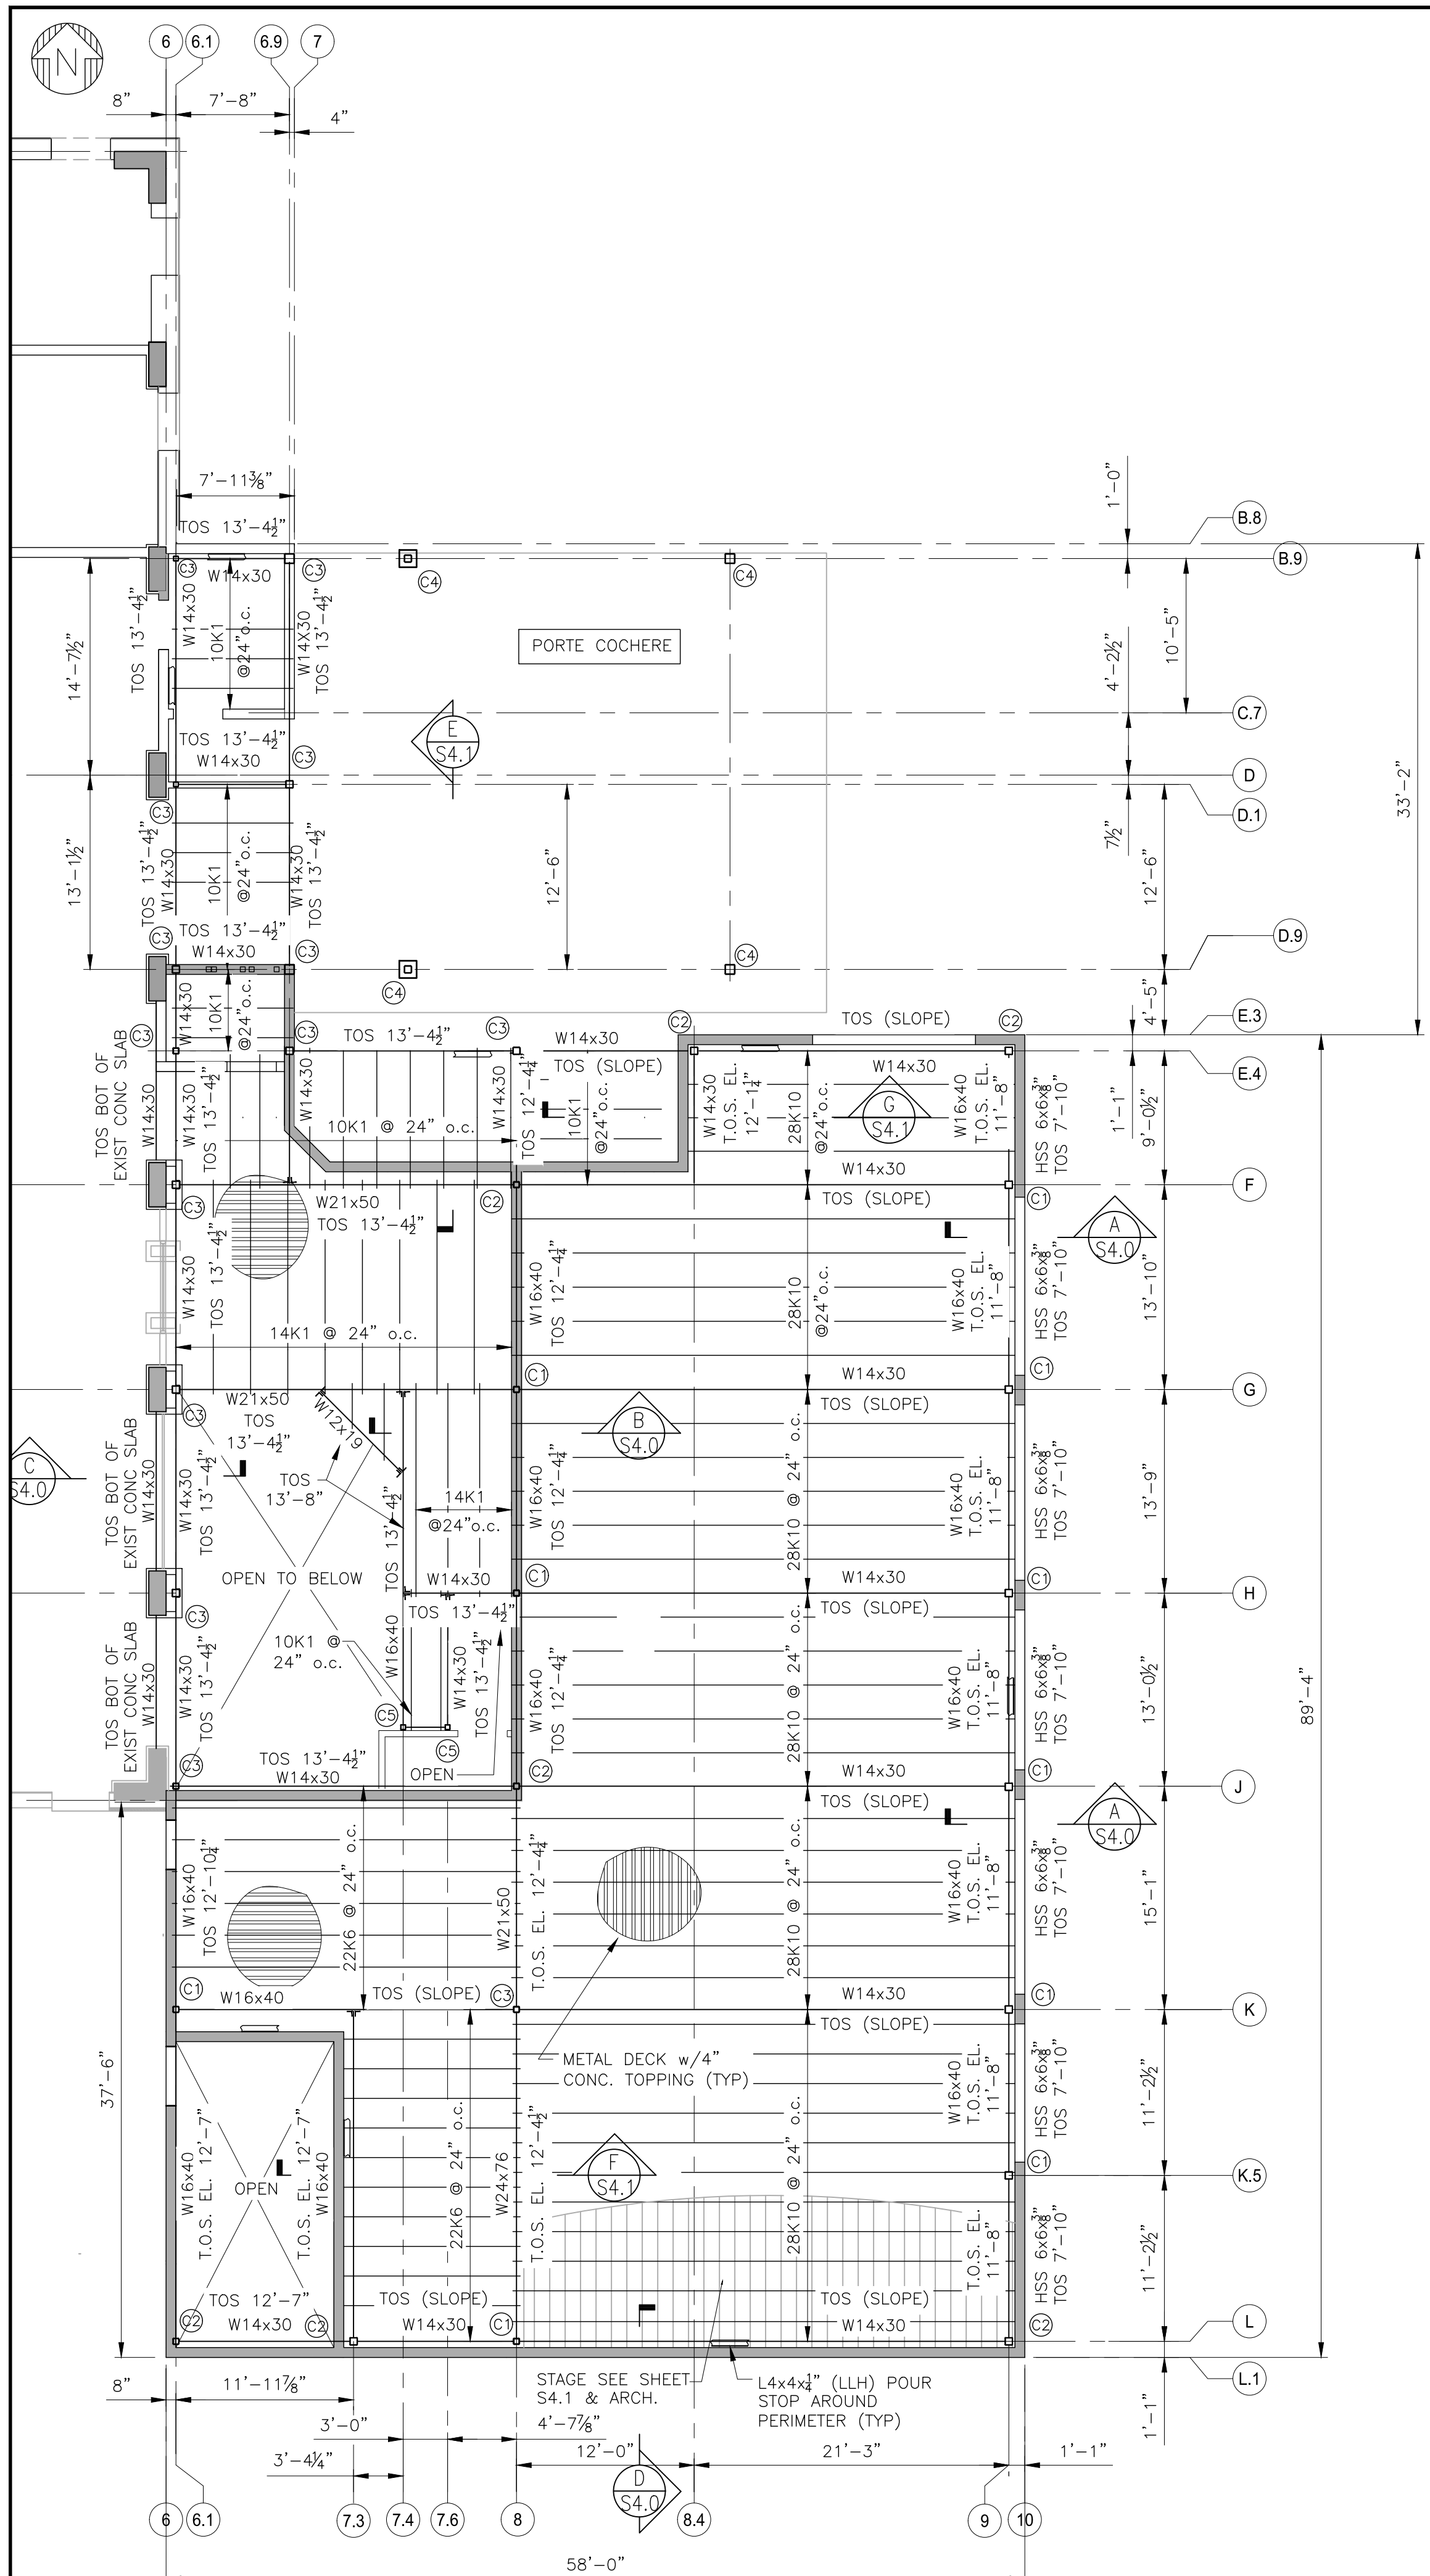 N
6
6.1
6.9
7
8”
7’-8”
4”
7’-11⅜”
TOS 13’-4½”
1’-0”
B.8
B.9
C3
W14x30
C3
C4
C4
W14x30
TOS 13’-4½”
10K1
@24”o.c.
W14X30
TOS 13’-4½”
PORTE COCHERE
14’-7½”
4’-2½”
10’-5”
C.7
E
S4.1
TOS 13’-4½”
W14x30
C3
D
D.1
7½”
33’-2”
C3
13’-1½”
TOS 13’-4½”
W14x30
10K1
@24”o.c.
W14x30
TOS 13’-4½”
12’-6”
12’-6”
TOS 13’-4½”
W14x30
C3
C3
D.9
C4
C4
4’-5”
W14x30
10K1
@24”o.c.
C3
C3
TOS 13’-4½”
C3
W14x30
TOS (SLOPE)
C2
TOS (SLOPE)
C2
W14x30
E.3
E.4
1’-1”
9’-0½”
TOS BOT OF
EXIST CONC SLAB
W14x30
W14x30
TOS 13’-4½”
W14x30
10K1 @ 24” o.c.
W14x30
TOS 12’-4¼”
10K1
@24”o.c.
W14x30
T.O.S. EL.
12’-1¼”
28K10
@24”o.c.
G
S4.1
W16x40
T.O.S. EL.
11’-8”
HSS 6x6x⅜”
TOS 7’-10”
W14x30
F
C3
W21x50
TOS 13’-4½”
C2
TOS (SLOPE)
C1
A
S4.0
W14x30
TOS 13’-4½”
W16x40
TOS 12’-4¼”
28K10
@24”o.c.
W16x40
T.O.S. EL.
11’-8”
HSS 6x6x⅜”
TOS 7’-10”
13’-10”
14K1 @ 24” o.c.
C1
W14x30
C1
G
C3
W21x50
TOS
13’-4½”
W12x19
TOS (SLOPE)
B
S4.0
C
S4.0
TOS BOT OF
EXIST CONC SLAB
W14x30
W14x30
TOS 13’-4½”
TOS
13’-8”
TOS 13’-4½”
14K1
@24”o.c.
W16x40
TOS 12’-4¼”
28K10 @ 24” o.c.
W16x40
T.O.S. EL.
11’-8”
HSS 6x6x⅜”
TOS 7’-10”
13’-9”
OPEN TO BELOW
W14x30
C1
W14x30
C1
H
C3
TOS 13’-4½”
TOS (SLOPE)
TOS BOT OF
EXIST CONC SLAB
W14x30
W14x30
TOS 13’-4½”
10K1 @
24” o.c.
W16x40
W14x30
TOS 13’-4½”
W16x40
TOS 12’-4¼”
28K10 @ 24” o.c.
W16x40
T.O.S. EL.
11’-8”
HSS 6x6x⅜”
TOS 7’-10”
13’-0½”
89’-4”
C5
C5
C3
TOS 13’-4½”
W14x30
OPEN
C2
W14x30
C1
J
TOS (SLOPE)
A
S4.0
W16x40
TOS 12’-10¼”
22K6 @ 24” o.c.
W21x50
T.O.S. EL. 12’-4¼”
28K10 @ 24” o.c.
W16x40
T.O.S. EL.
11’-8”
HSS 6x6x⅜”
TOS 7’-10”
15’-1”
C1
W16x40
TOS (SLOPE)
C3
W14x30
C1
K
TOS (SLOPE)
METAL DECK w/4”
CONC. TOPPING (TYP)
37’-6”
W16x40
T.O.S. EL. 12’-7”
OPEN
T.O.S. EL. 12’-7”
W16x40
22K6 @ 24” o.c.
W24x76
T.O.S. EL. 12’-4½”
F
S4.1
28K10 @ 24” o.c.
W16x40
T.O.S. EL.
11’-8”
HSS 6x6x⅜”
TOS 7’-10”
11’-2½”
C1
K.5
T.O.S. EL.
11’-8”
HSS 6x6x⅜”
TOS 7’-10”
11’-2½”
TOS 12’-7”
TOS (SLOPE)
TOS (SLOPE)
C2
W14x30
C2
W14x30
C1
W14x30
C2
L
L.1
1’-1”
STAGE SEE SHEET
S4.1 & ARCH.
L4x4x¼” (LLH) POUR
STOP AROUND
PERIMETER (TYP)
8”
11’-11⅞”
3’-0”
4’-7⅞”
3’-4¼”
12’-0”
21’-3”
1’-1”
D
S4.0
6
6.1
7.3
7.4
7.6
8
8.4
9
10
58’-0”